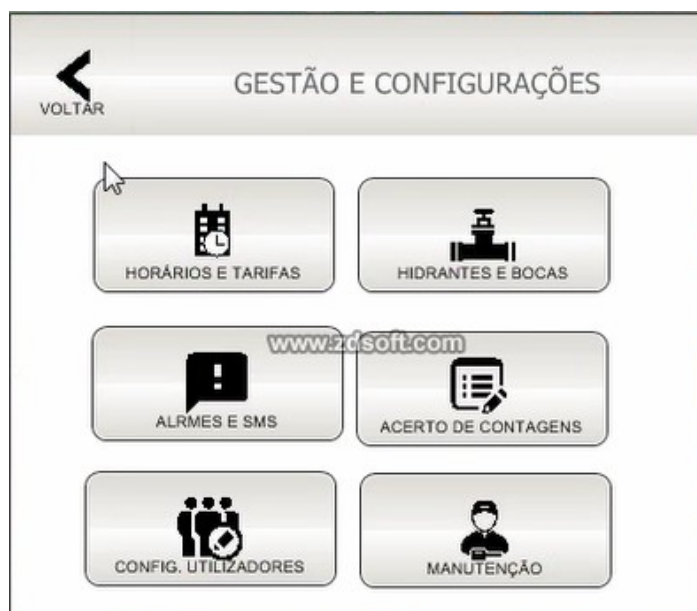 VOLTAR
GESTÃO E CONFIGURAÇÕES
HORÁRIOS E TARIFAS
HIDRANTES E BOCAS
www.zdsoft.com
ALRMES E SMS
ACERTO DE CONTAGENS
CONFIG. UTILIZADORES
MANUTENÇÃO